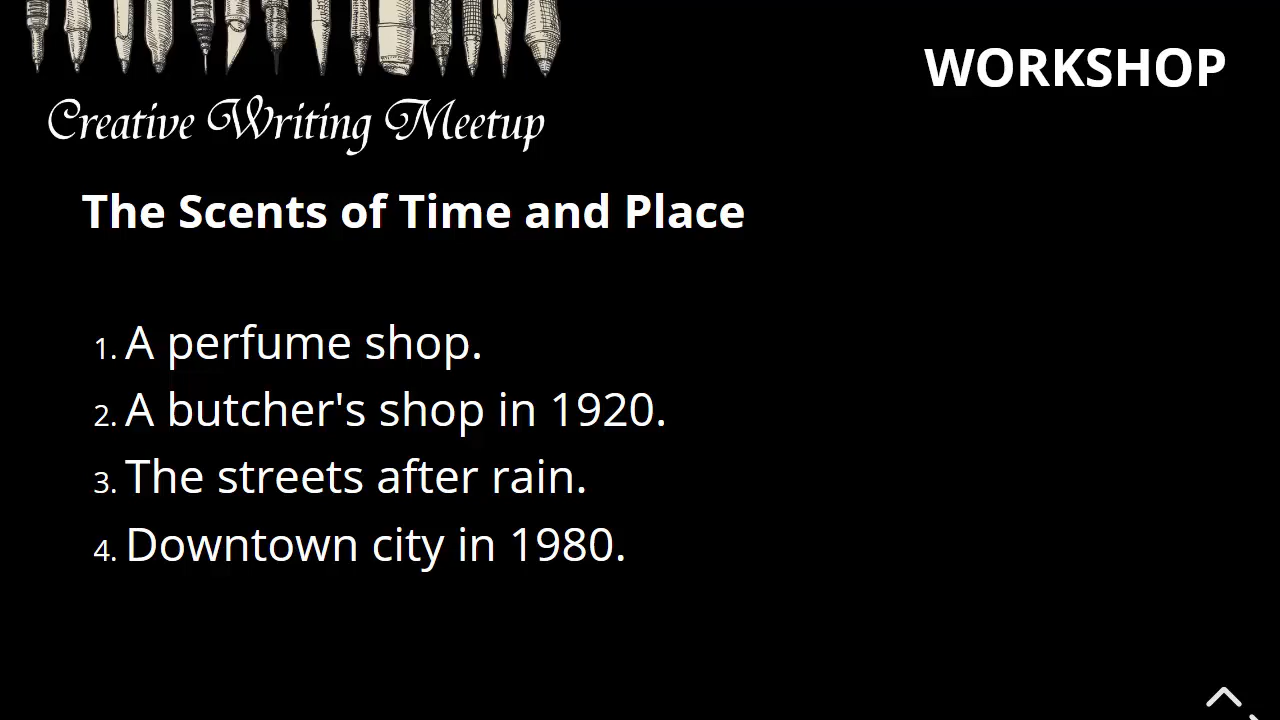 WORKSHOP
Creative Writing Meetup
The Scents of Time and Place
1. A perfume shop.
2. A butcher's shop in 1920.
3. The streets after rain.
4. Downtown city in 1980.